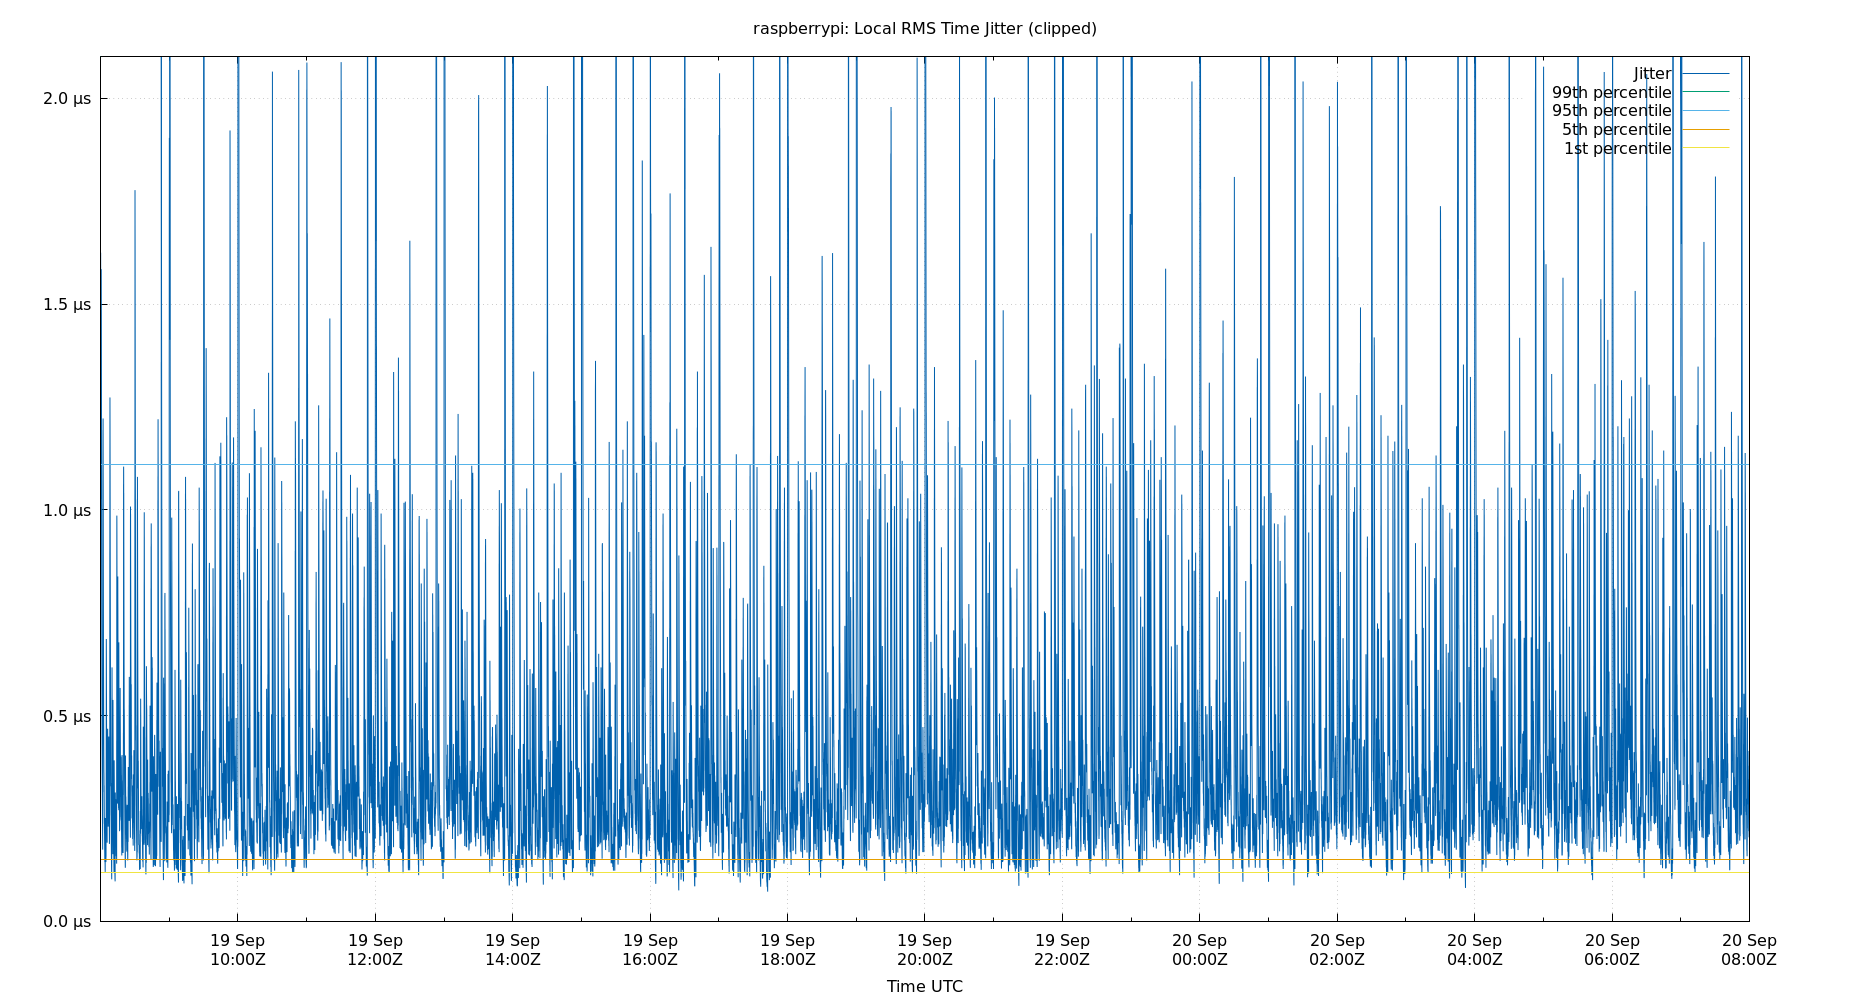 raspberrypi: Local RMS Time Jitter (clipped)
Jitter
99th percentile
95th percentile
5th percentile
1st percentile
2.0 µs
1.5 µs
1.0 µs
0.5 µs
0.0 µs
19 Sep 19 Sep 19 Sep 19 Sep 19 Sep 19 Sep 19 Sep 20 Sep 20 Sep 20 Sep 20 Sep 20 Sep
10:00Z 12:00Z 14:00Z 16:00Z 18:00Z 20:00Z 22:00Z 00:00Z 02:00Z 04:00Z 06:00Z 08:00Z
Time UTC